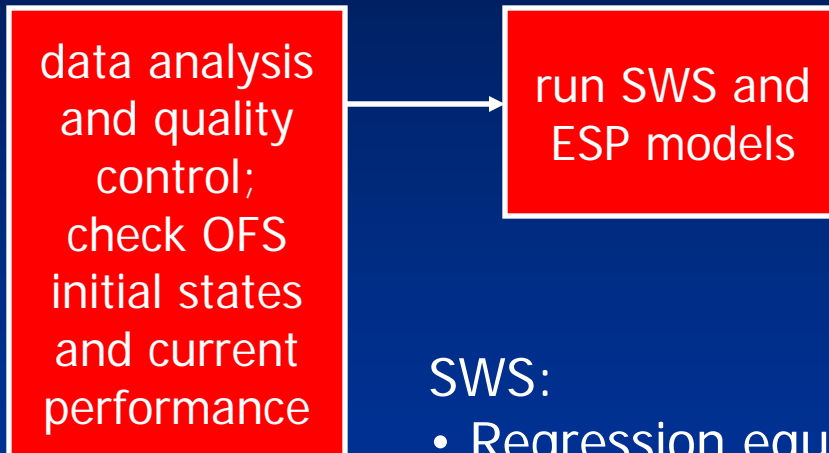 data analysis
and quality
control;
check OFS
initial states
and current
performance
run SWS and
ESP models
SWS:
• Regression equ